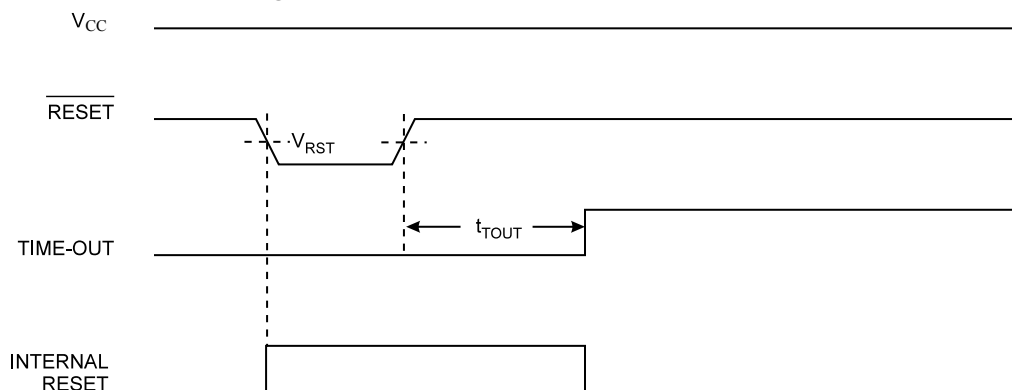 VCC
RESET
VRST
tTOUT
TIME-OUT
INTERNAL
RESET